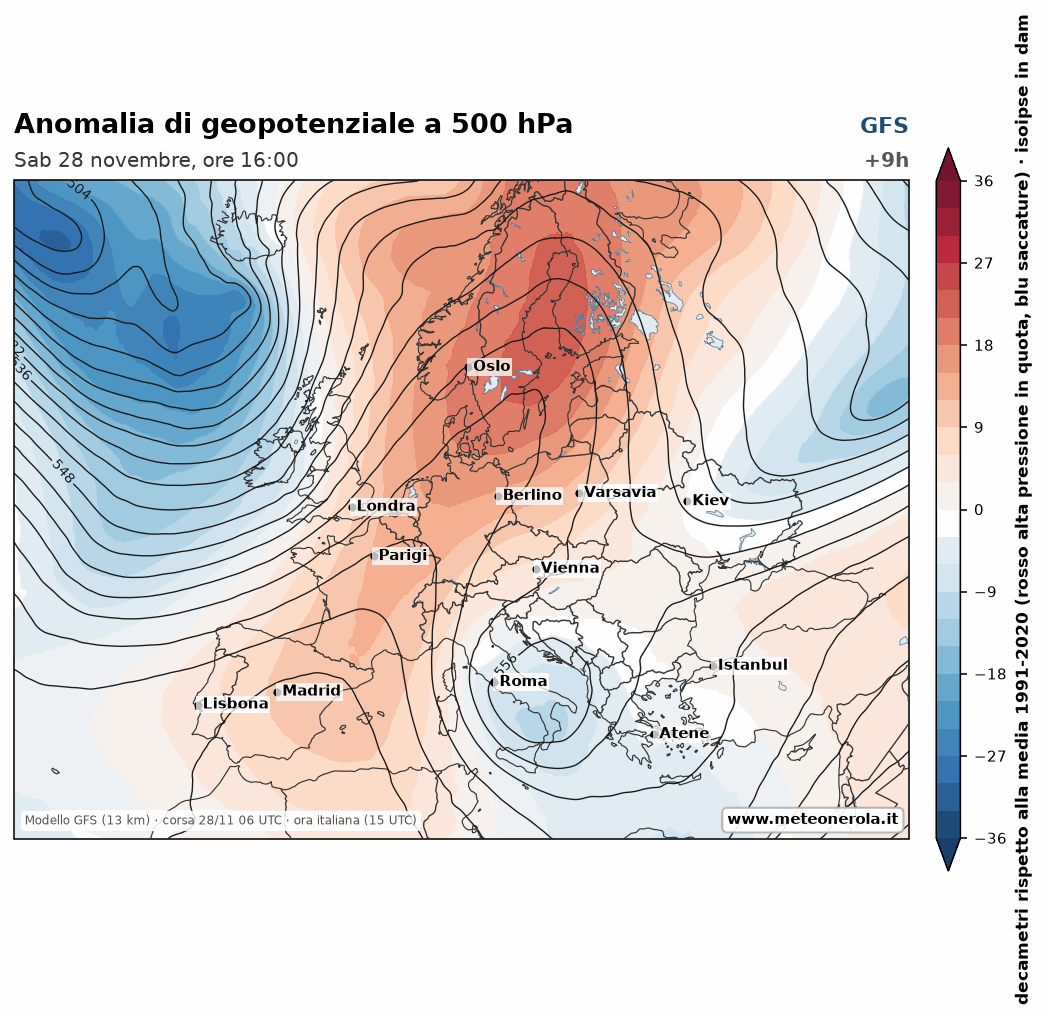 Anomalia di geopotenziale a 500 hPa
GFS
Sab 28 novembre, ore 16:00
+9h
504
536
548
556
Oslo
Berlino
Varsavia
Kiev
Londra
Parigi
Vienna
Istanbul
Roma
Madrid
Lisbona
Atene
Modello GFS (13 km) · corsa 28/11 06 UTC · ora italiana (15 UTC)
www.meteonerola.it
36
27
18
9
0
−9
−18
−27
−36
decametri rispetto alla media 1991-2020 (rosso alta pressione in quota, blu saccature) · isoipse in dam